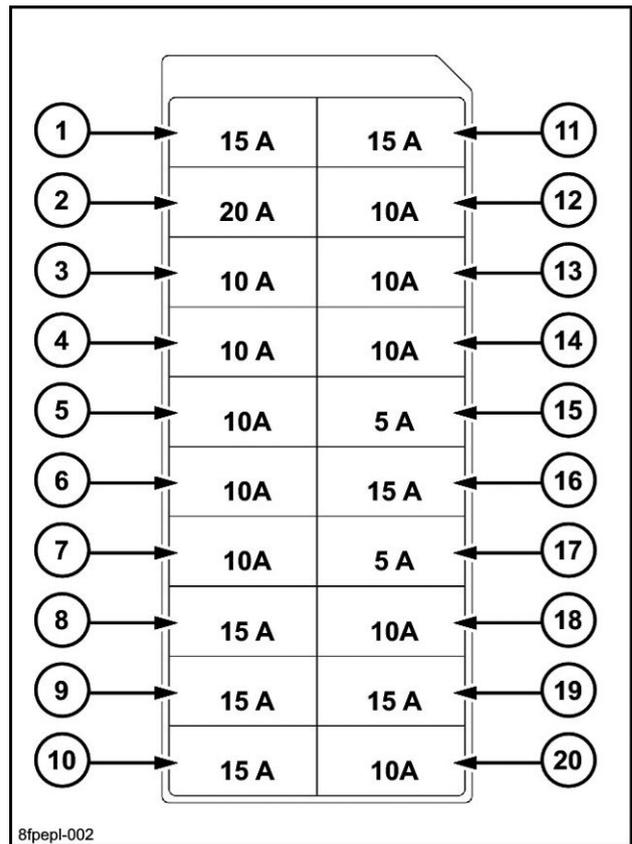 1 15 A 15 A 11
2 20 A 10A 12
3 10 A 10A 13
4 10 A 10A 14
5 10A 5 A 15
6 10A 15 A 16
7 10A 5 A 17
8 15 A 10A 18
9 15 A 15 A 19
10 15 A 10A 20
8fpepl-002